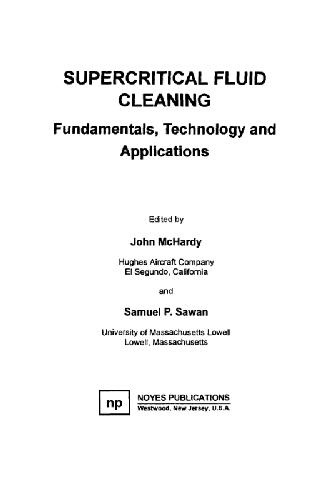 SUPERCRITICAL FLUID
CLEANING
Fundamentals, Technology and
Applications
Edited by
John McHardy
Hughes Aircraft Company
El Segundo, California
and
Samuel P. Sawan
University of Massachusetts Lowell
Lowell, Massachusetts
np
NOYES PUBLICATIONS
Westwood, New Jersey, U.S.A.